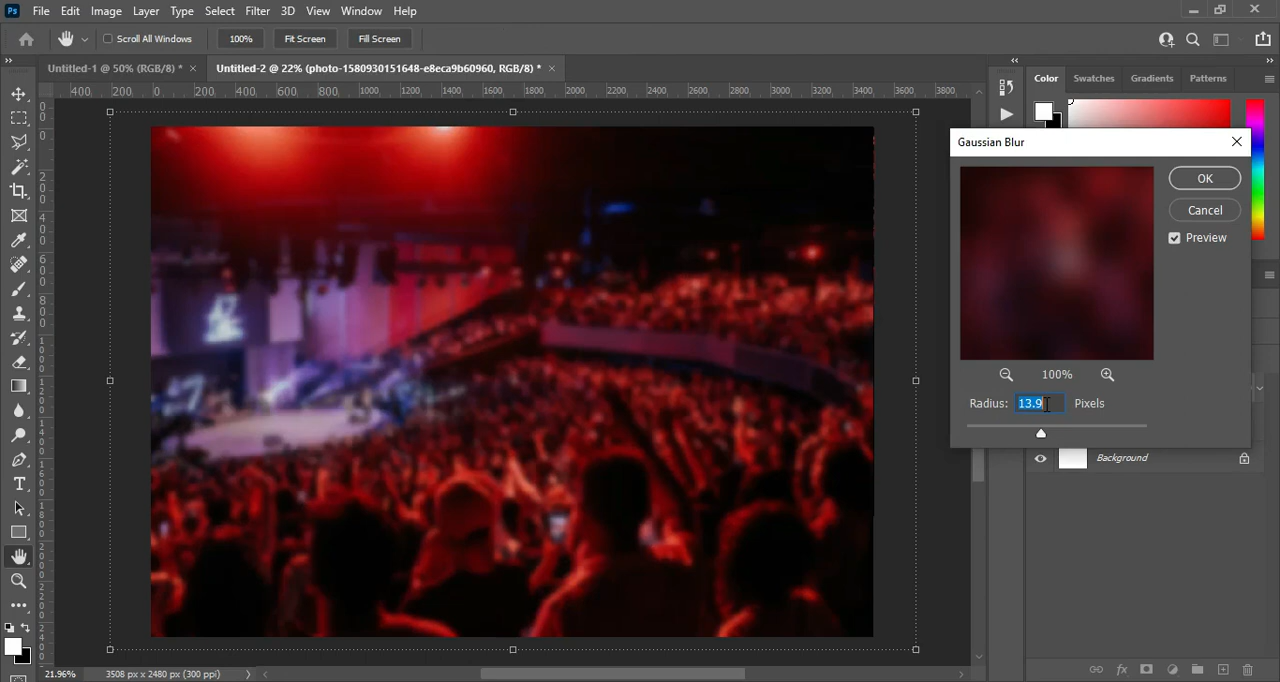 Ps File Edit Image Layer Type Select Filter 3D View Window Help
Scroll All Windows 100% Fit Screen Fill Screen
Untitled-1 @ 50% (RGB/8) * × Untitled-2 @ 22% (photo-1580930151648-e8eca9b60960, RGB/8) * ×
Color Swatches Gradients Patterns
400 200 0 200 400 600 800 1000 1200 1400 1600 1800 2000 2200 2400 2600 2800 3000 3200 3400 3600 3800
Gaussian Blur
OK
Cancel
Preview
100%
Radius: 13.9 Pixels
Background
T
21.96% 3508 px x 2480 px (300 ppi)
fx